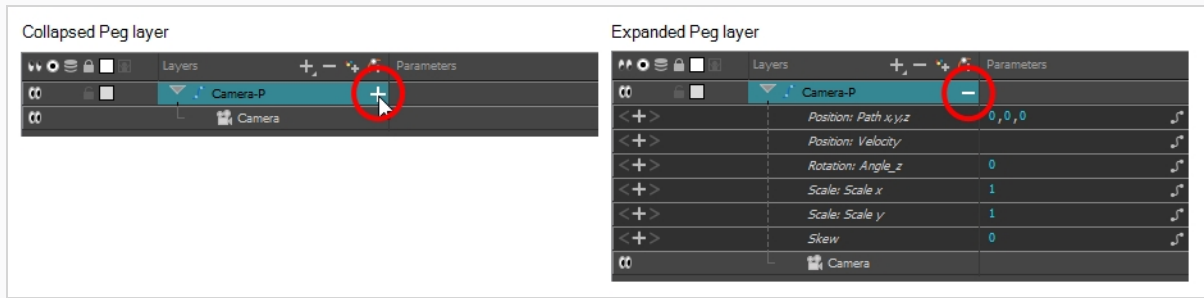 Collapsed Peg layer
Layers Parameters
Camera-P
Camera
Expanded Peg layer
Layers Parameters
Camera-P
Position: Path x,y,z 0,0,0
Position: Velocity
Rotation: Angle_z 0
Scale: Scale x 1
Scale: Scale y 1
Skew 0
Camera